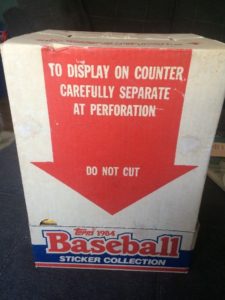 TO DISPLAY ON COUNTER
CAREFULLY SEPARATE
AT PERFORATION
DO NOT CUT
Topps 1984
Baseball
STICKER COLLECTION